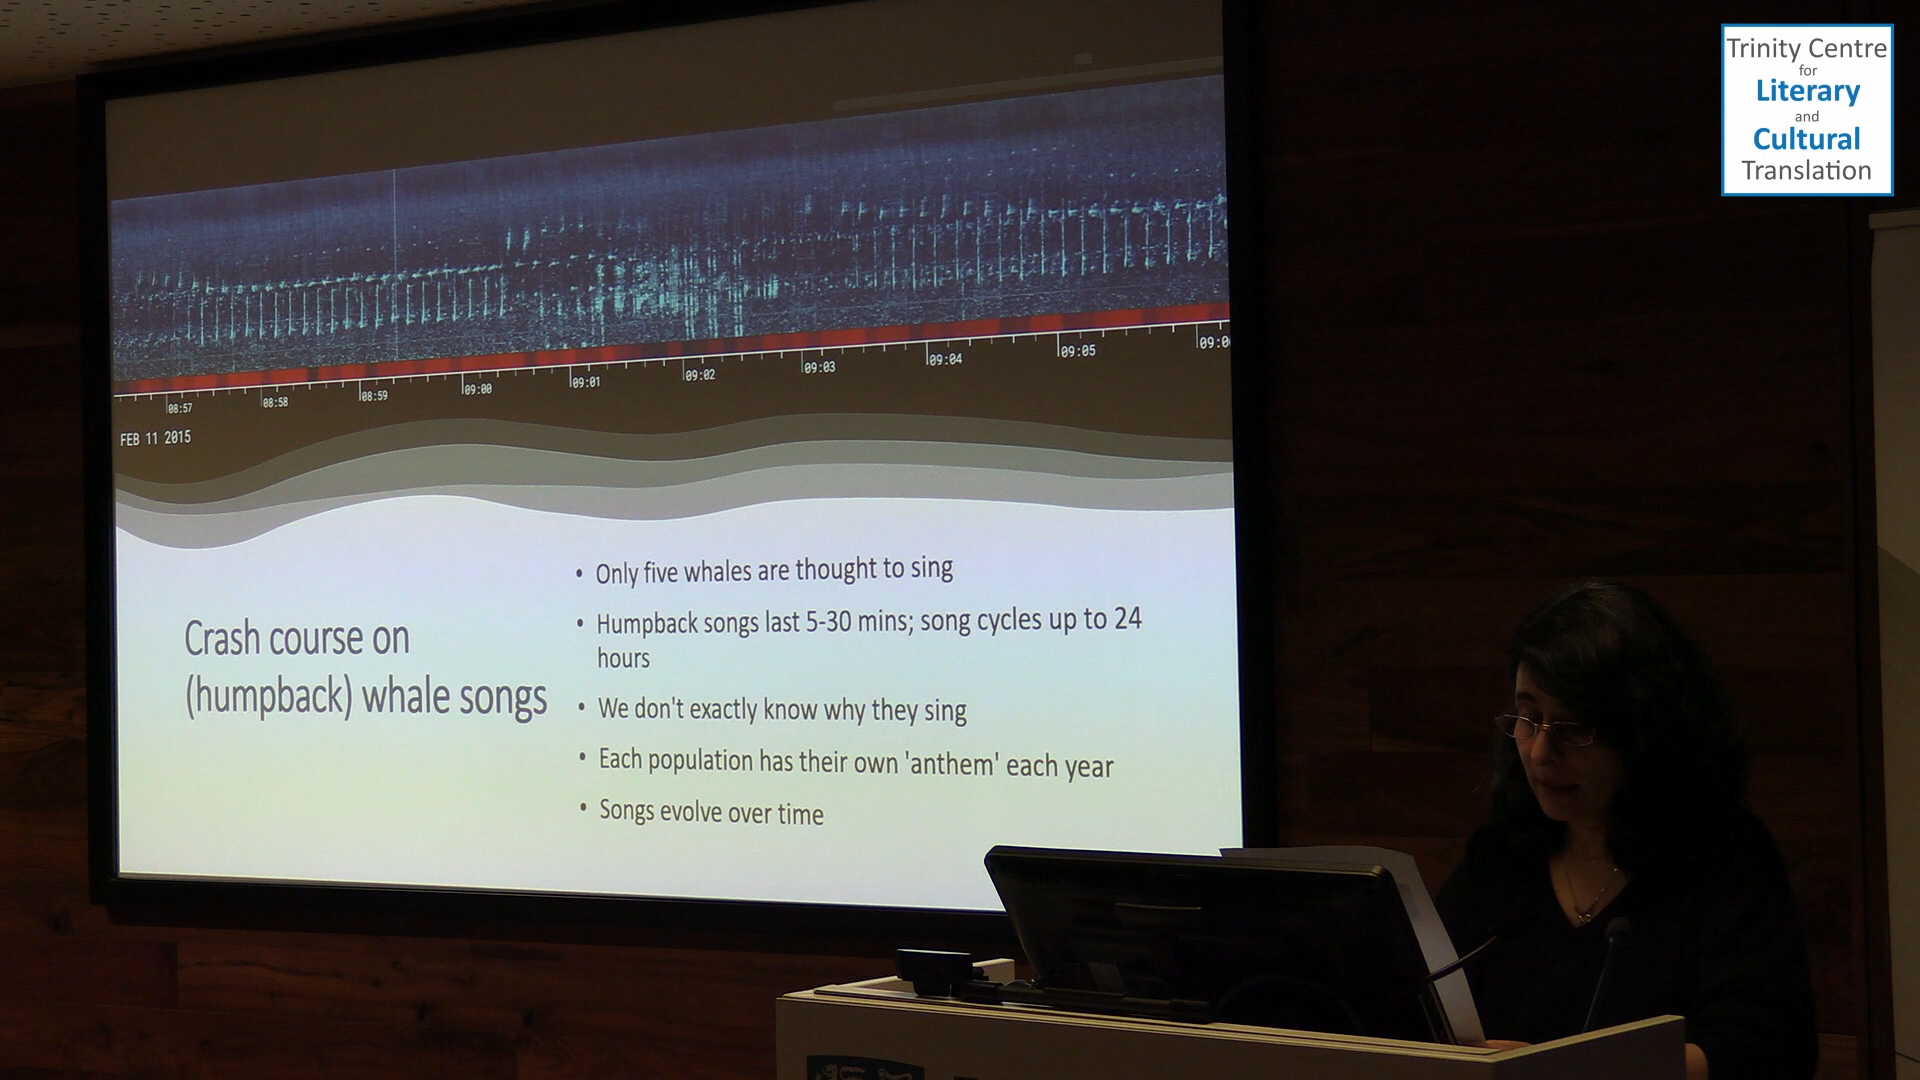 Trinity Centre
for
Literary
and
Cultural
Translation
08:57
08:58
08:59
09:00
09:01
09:02
09:03
09:04
09:05
FEB 11 2015
Crash course on
(humpback) whale songs
• Only five whales are thought to sing
• Humpback songs last 5-30 mins; song cycles up to 24
hours
• We don't exactly know why they sing
• Each population has their own 'anthem' each year
• Songs evolve over time